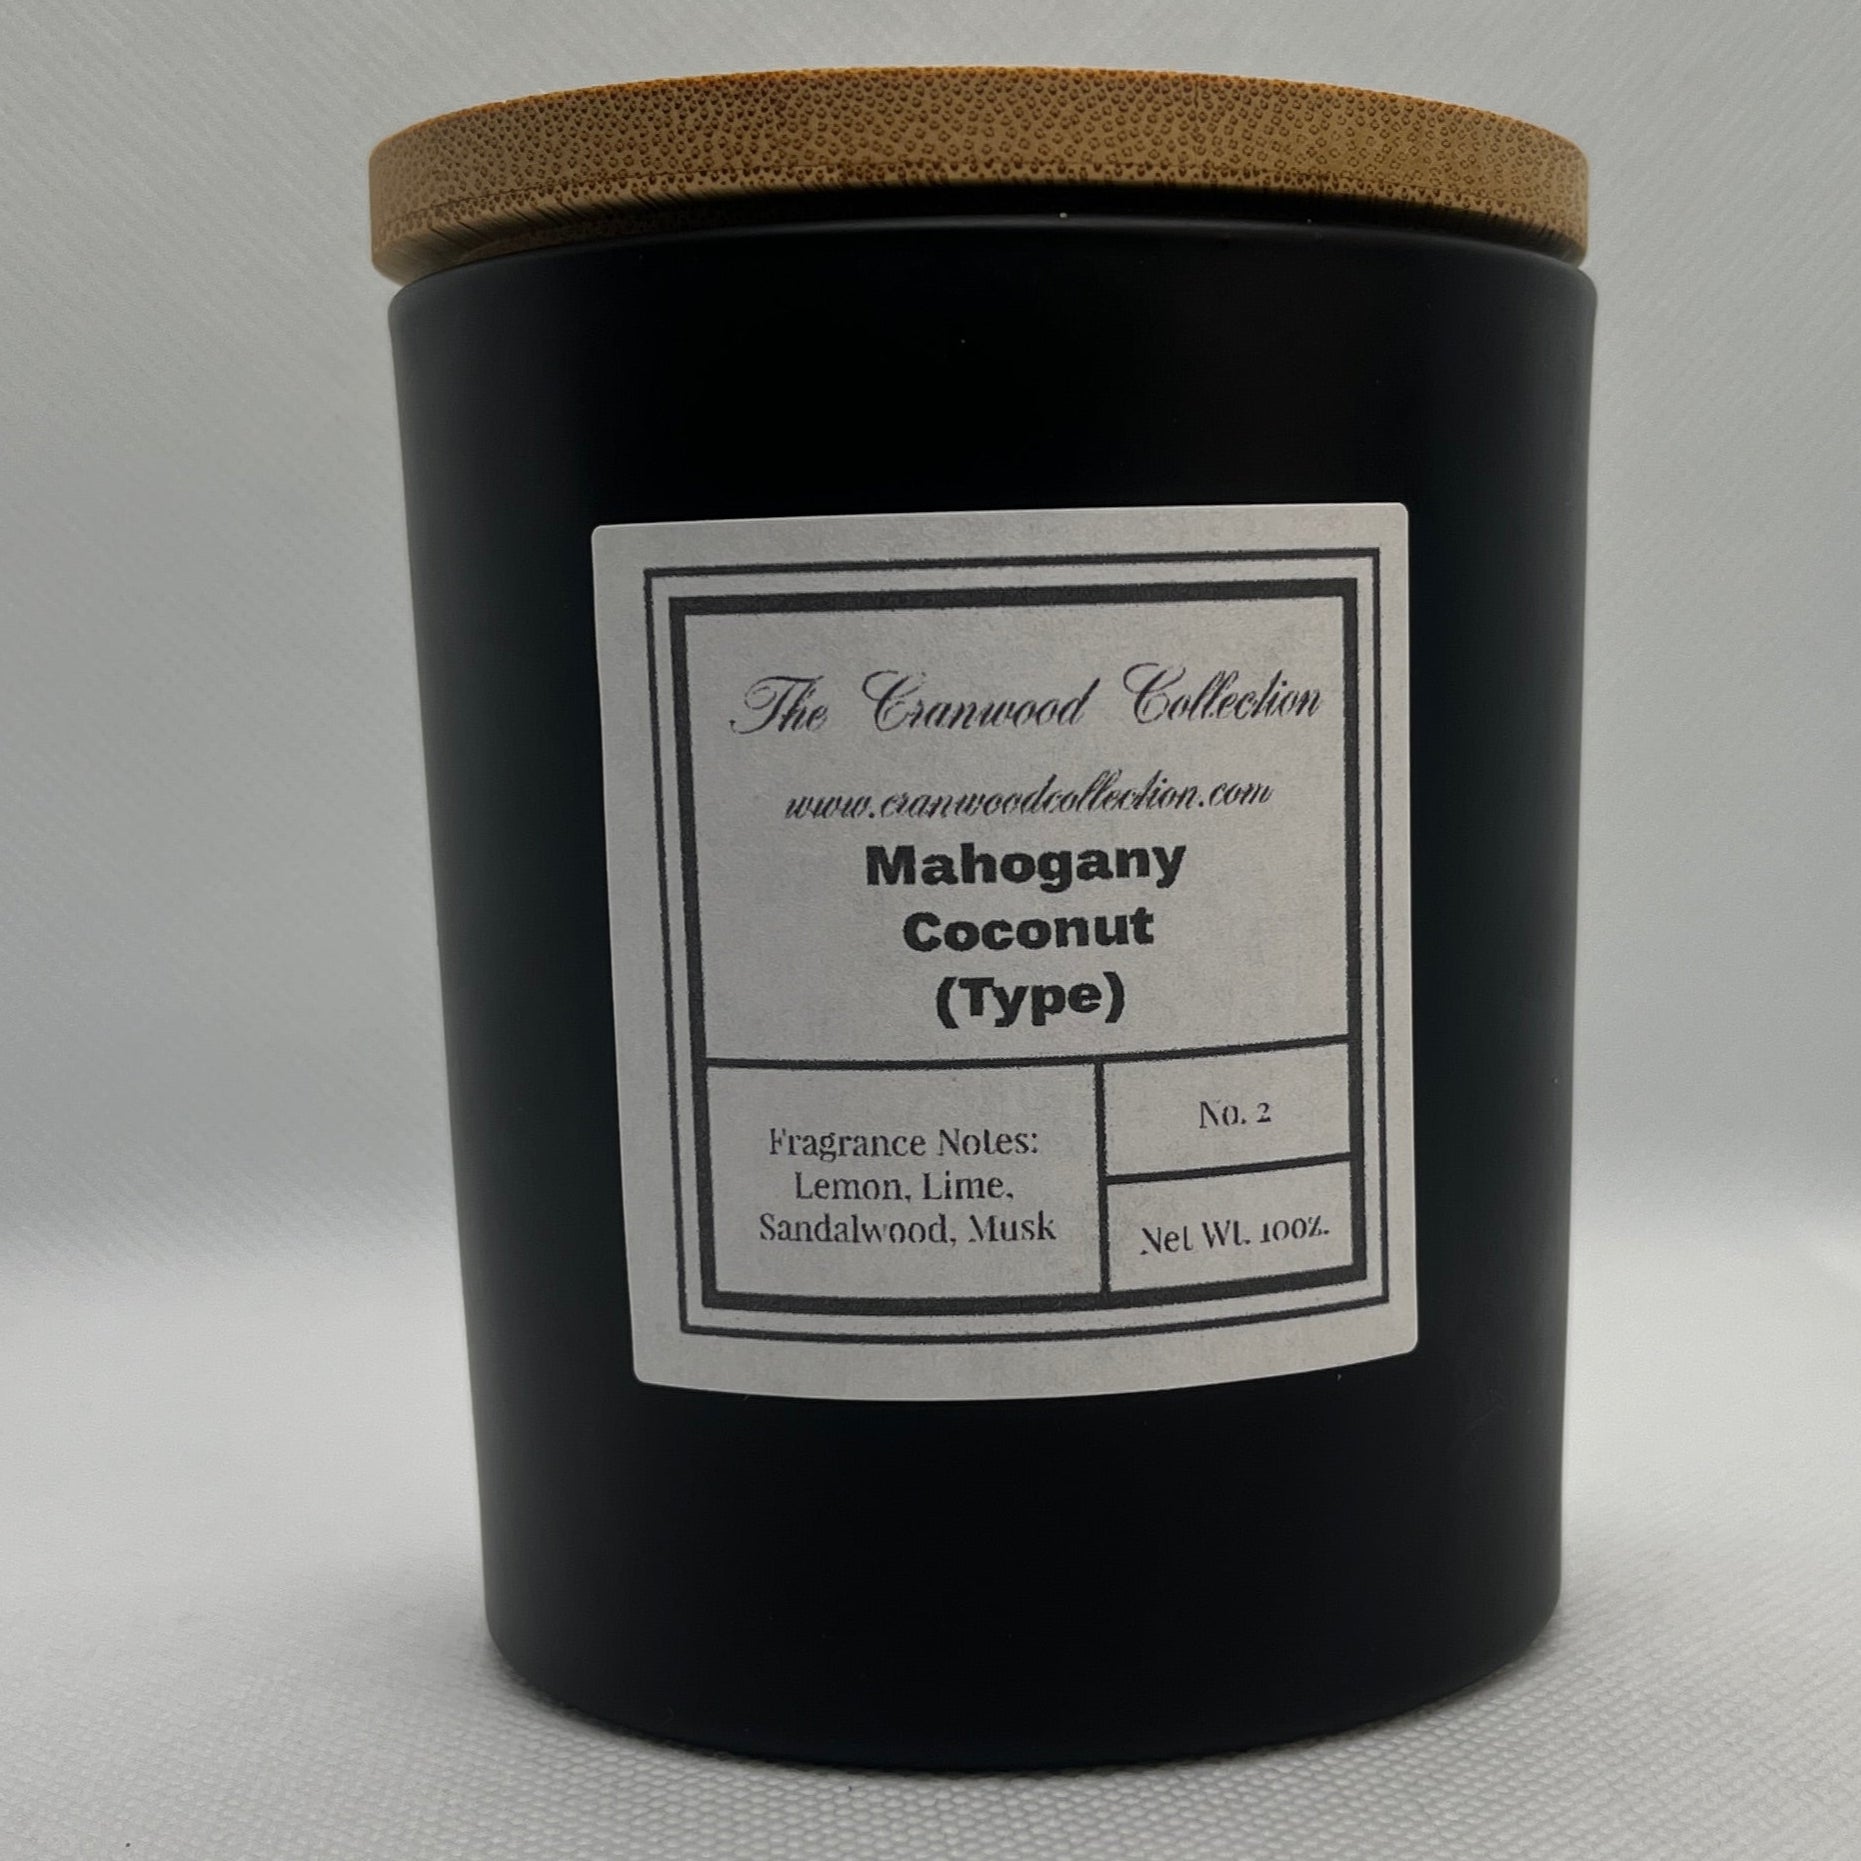 The Cranwood Collection
www.cranwoodcollection.com
Mahogany
Coconut
(Type)
Fragrance Notes:
Lemon, Lime,
Sandalwood, Musk
No. 2
Net Wt. 10oz.